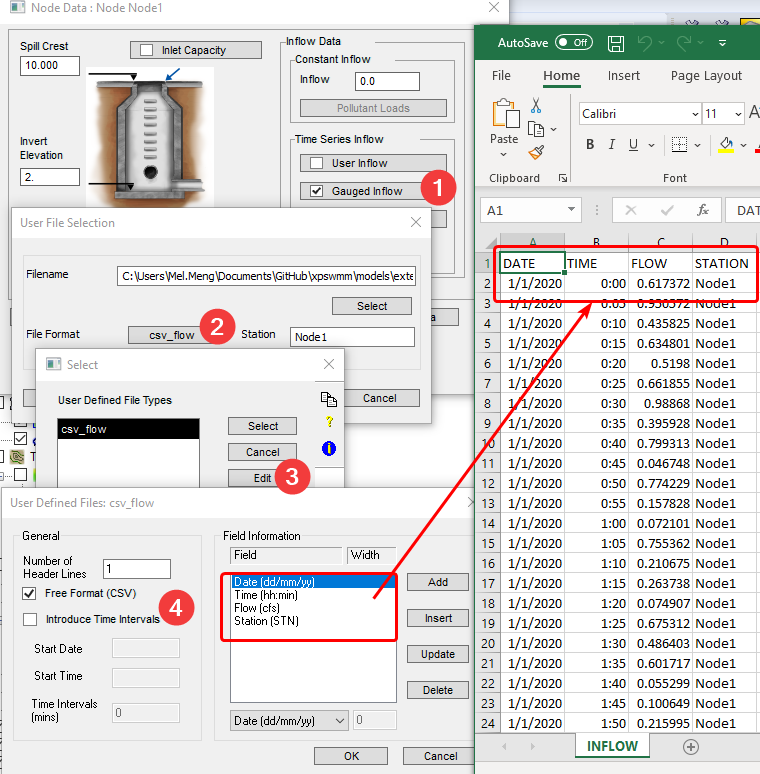 Node Data : Node Node1
Spill Crest
10.000
Inlet Capacity
Inflow Data
Constant Inflow
Inflow
0.0
Pollutant Loads
Invert
Elevation
2.
Time Series Inflow
User Inflow
Gauged Inflow
1
User File Selection
Filename
C:\Users\Mel.Meng\Documents\GitHub\xpswmm\models\exte
Select
File Format
csv_flow
2
Station
Node1
Cancel
Select
User Defined File Types
csv_flow
Select
Cancel
Edit
3
User Defined Files: csv_flow
General
Number of
Header Lines
1
Free Format (CSV)
Introduce Time Intervals
4
Start Date
Start Time
Time Intervals
(mins)
0
Field Information
Field
Width
Date (dd/mm/yy)
Time (hh:min)
Flow (cfs)
Station (STN)
Add
Insert
Update
Delete
Date (dd/mm/yy)
0
OK
Cancel
AutoSave
Off
File
Home
Insert
Page Layout
Paste
Clipboard
Calibri
11
A
B
I
U
Font
A1
fx
DAT
A
B
C
D
1 DATE TIME FLOW STATION
2 1/1/2020 0:00 0.617372 Node1
3 1/1/2020 0:05 0.950572 Node1
4 1/1/2020 0:10 0.435825 Node1
5 1/1/2020 0:15 0.634801 Node1
6 1/1/2020 0:20 0.5198 Node1
7 1/1/2020 0:25 0.661855 Node1
8 1/1/2020 0:30 0.98868 Node1
9 1/1/2020 0:35 0.395928 Node1
10 1/1/2020 0:40 0.799313 Node1
11 1/1/2020 0:45 0.046748 Node1
12 1/1/2020 0:50 0.774229 Node1
13 1/1/2020 0:55 0.157828 Node1
14 1/1/2020 1:00 0.072101 Node1
15 1/1/2020 1:05 0.755362 Node1
16 1/1/2020 1:10 0.210675 Node1
17 1/1/2020 1:15 0.263738 Node1
18 1/1/2020 1:20 0.074907 Node1
19 1/1/2020 1:25 0.675312 Node1
20 1/1/2020 1:30 0.486403 Node1
21 1/1/2020 1:35 0.601717 Node1
22 1/1/2020 1:40 0.055299 Node1
23 1/1/2020 1:45 0.100649 Node1
24 1/1/2020 1:50 0.215995 Node1
INFLOW